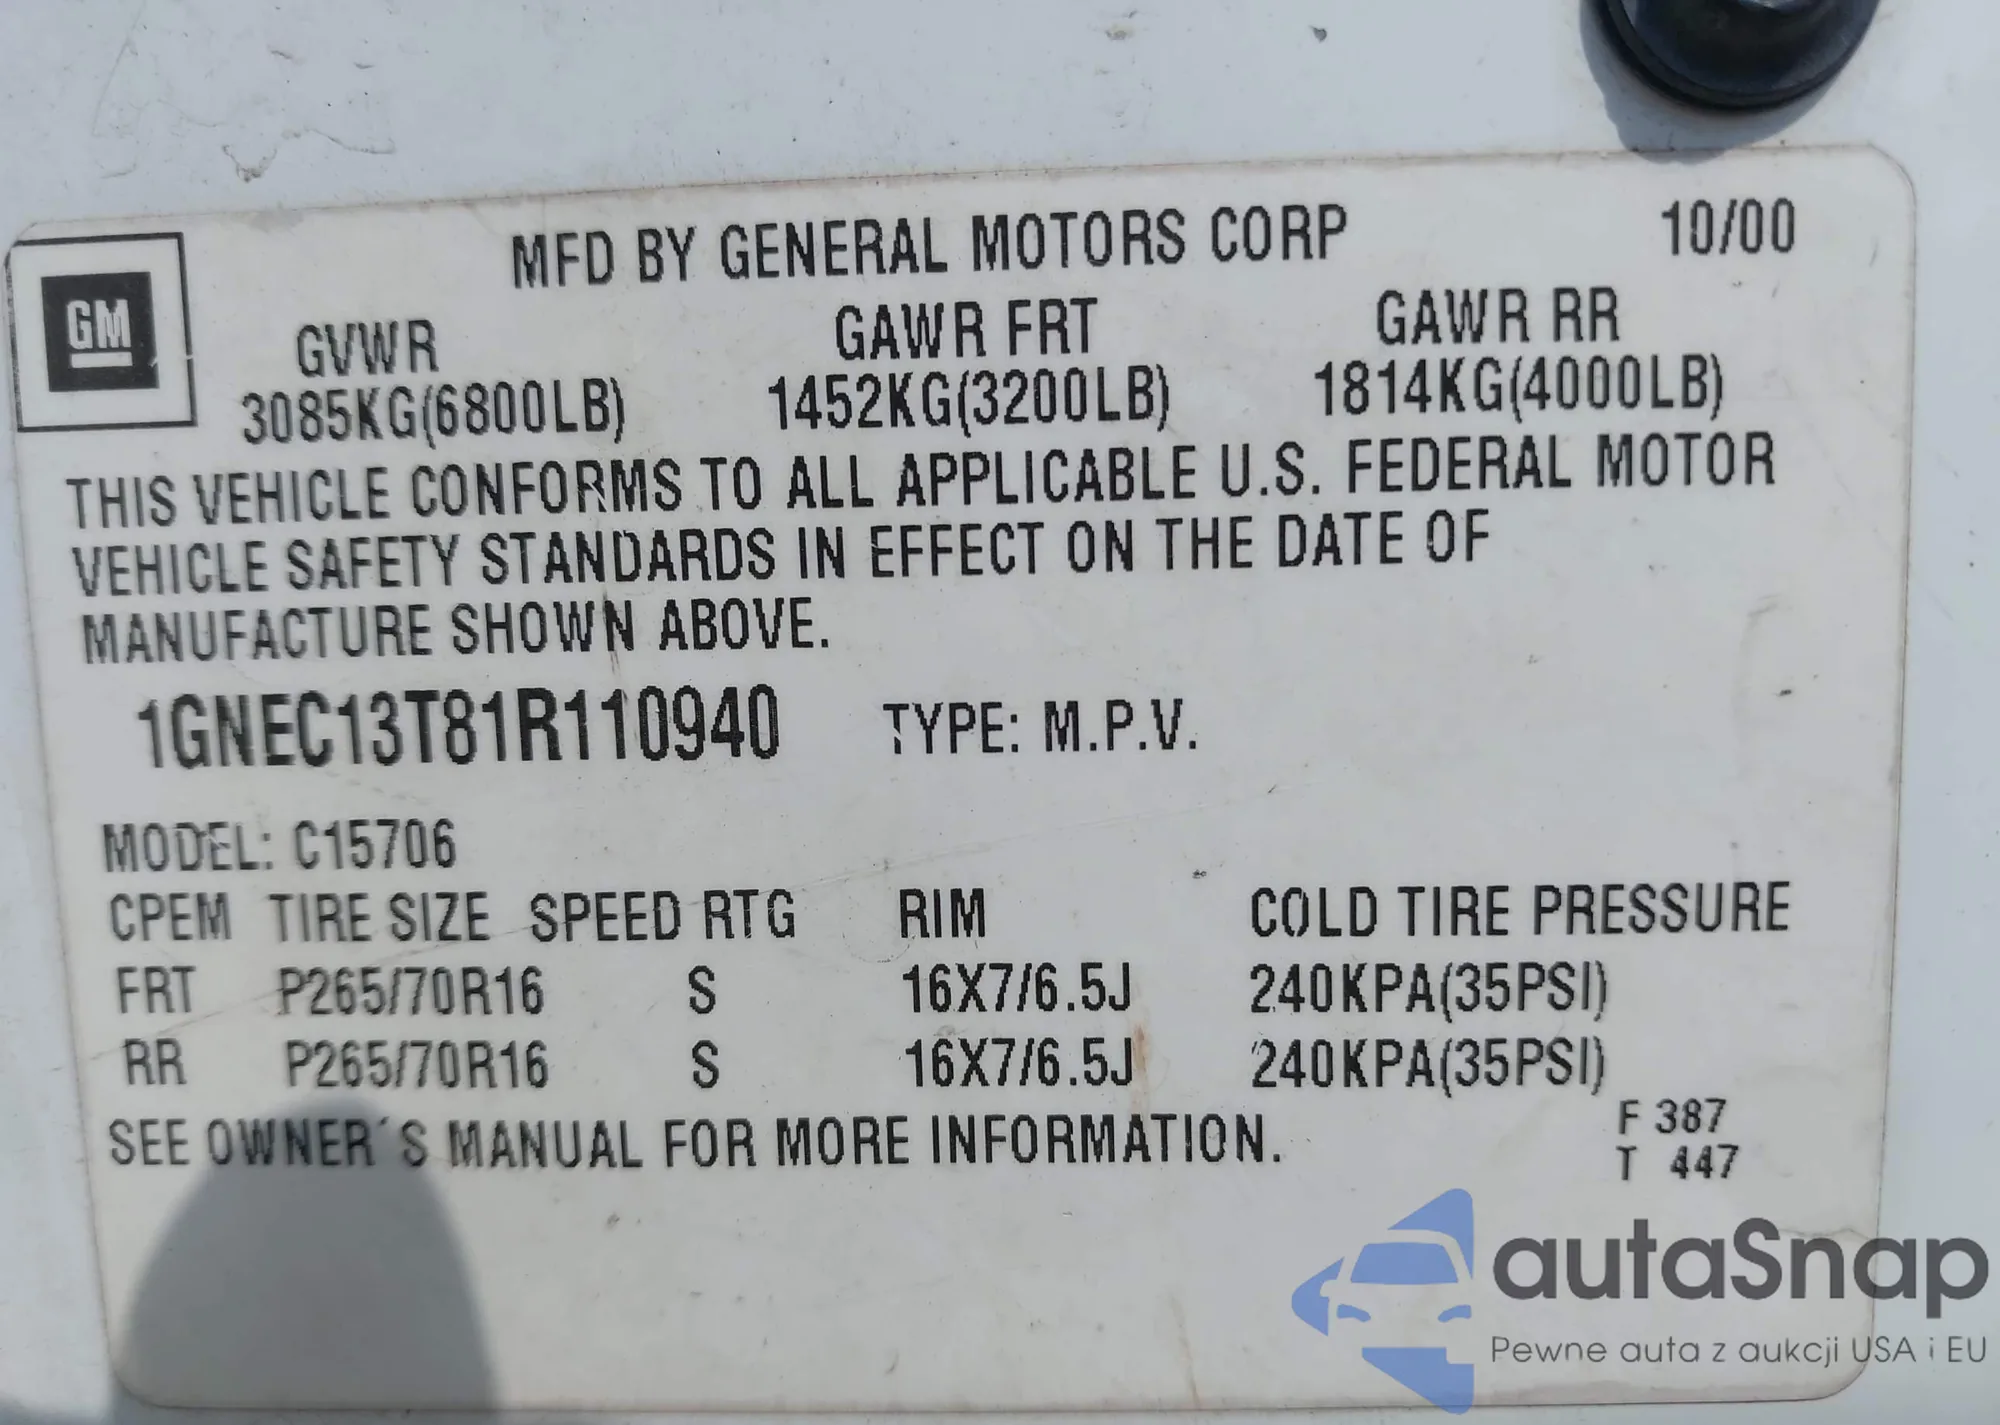 MFD BY GENERAL MOTORS CORP 10/00
GM
GVWR GAWR FRT GAWR RR
3085KG(6800LB) 1452KG(3200LB) 1814KG(4000LB)
THIS VEHICLE CONFORMS TO ALL APPLICABLE U.S. FEDERAL MOTOR
VEHICLE SAFETY STANDARDS IN EFFECT ON THE DATE OF
MANUFACTURE SHOWN ABOVE.
1GNEC13T81R110940 TYPE: M.P.V.
MODEL: C15706
CPEM TIRE SIZE SPEED RTG RIM COLD TIRE PRESSURE
FRT P265/70R16 S 16X7/6.5J 240KPA(35PSI)
RR P265/70R16 S 16X7/6.5J 240KPA(35PSI)
SEE OWNER´S MANUAL FOR MORE INFORMATION.
F 387
T 447
autaSnap
Pewne auta z aukcji USA i EU